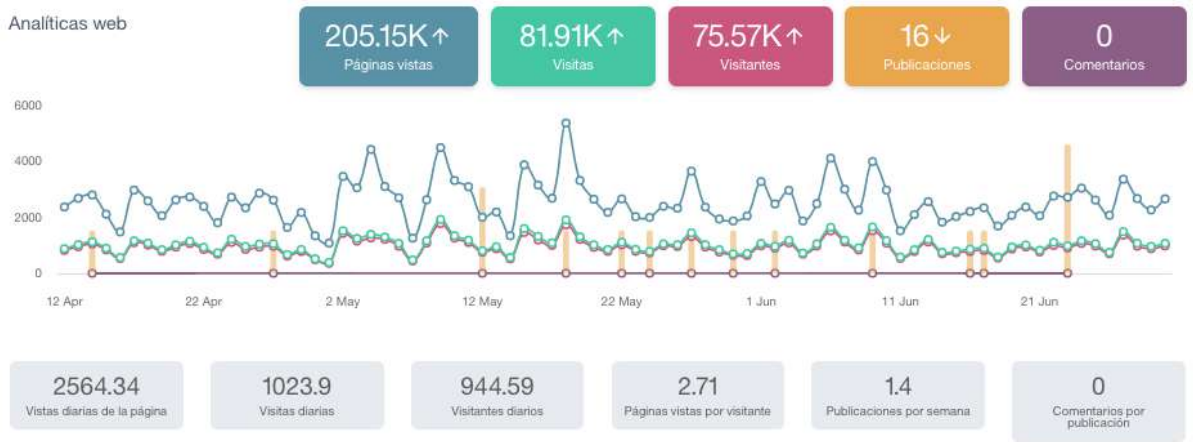 Analíticas web
205.15K↑
Páginas vistas
81.91K↑
Visitas
75.57K↑
Visitantes
16↓
Publicaciones
0
Comentarios
6000
4000
2000
0
12 Apr
22 Apr
2 May
12 May
22 May
1 Jun
11 Jun
21 Jun
2564.34
Vistas diarias de la página
1023.9
Visitas diarias
944.59
Visitantes diarios
2.71
Páginas vistas por visitante
1.4
Publicaciones por semana
0
Comentarios por
publicación